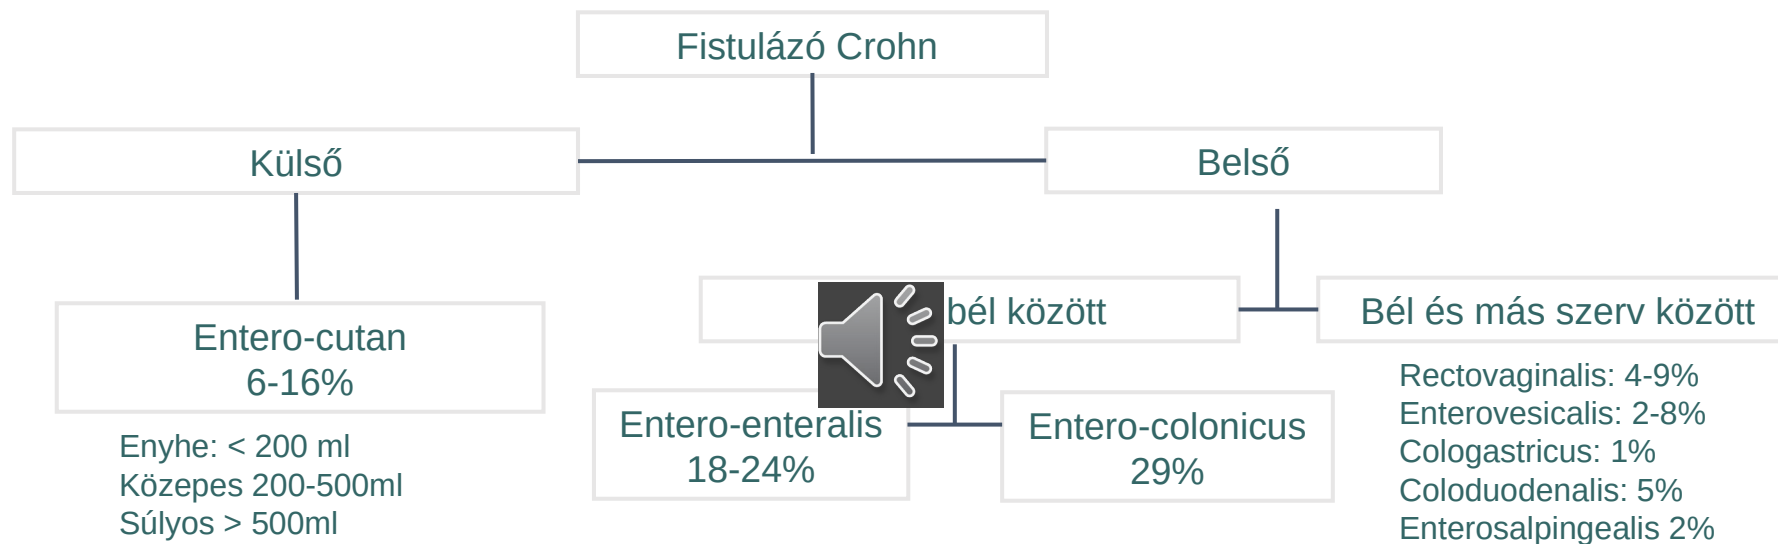 Fistulázó Crohn
Külső
Belső
bél között
Bél és más szerv között
Entero-cutan
6-16%
Enyhe: < 200 ml
Közepes 200-500ml
Súlyos > 500ml
Entero-enteralis
18-24%
Entero-colonicus
29%
Rectovaginalis: 4-9%
Enterovesicalis: 2-8%
Cologastricus: 1%
Coloduodenalis: 5%
Enterosalpingealis 2%